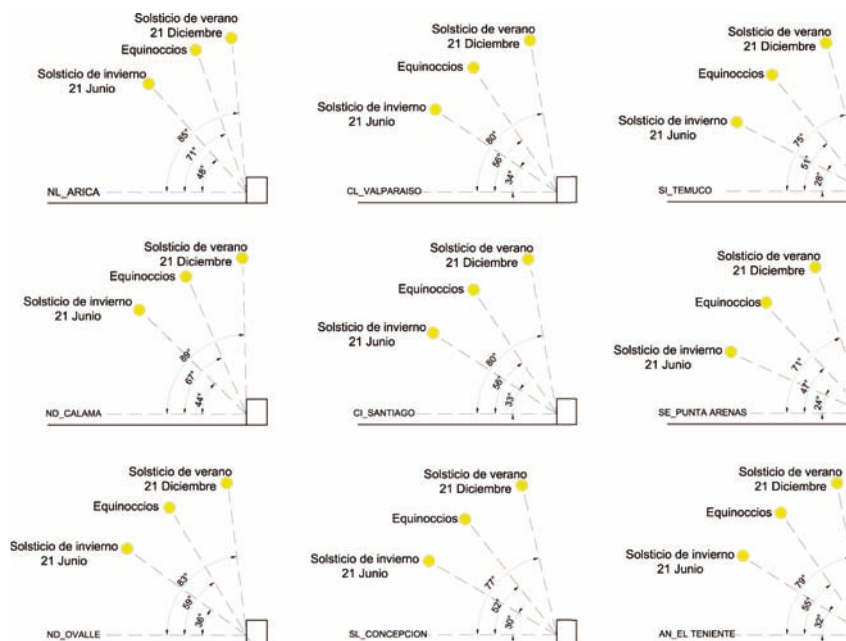 Solsticio de verano
21 Diciembre
Equinoccios
Solsticio de invierno
21 Junio
85°
71°
48°
NL_ARICA
Solsticio de verano
21 Diciembre
Equinoccios
Solsticio de invierno
21 Junio
80°
56°
34°
CL_VALPARAISO
Solsticio de verano
21 Diciembre
Equinoccios
Solsticio de invierno
21 Junio
75°
51°
28°
SI_TEMUCO
Solsticio de verano
21 Diciembre
Equinoccios
Solsticio de invierno
21 Junio
89°
67°
44°
ND_CALAMA
Solsticio de verano
21 Diciembre
Equinoccios
Solsticio de invierno
21 Junio
80°
56°
33°
CI_SANTIAGO
Solsticio de verano
21 Diciembre
Equinoccios
Solsticio de invierno
21 Junio
71°
47°
24°
SE_PUNTA ARENAS
Solsticio de verano
21 Diciembre
Equinoccios
Solsticio de invierno
21 Junio
83°
59°
36°
ND_OVALLE
Solsticio de verano
21 Diciembre
Equinoccios
Solsticio de invierno
21 Junio
77°
52°
30°
SL_CONCEPCION
Solsticio de verano
21 Diciembre
Equinoccios
Solsticio de invierno
21 Junio
79°
55°
32°
AN_EL TENIENTE